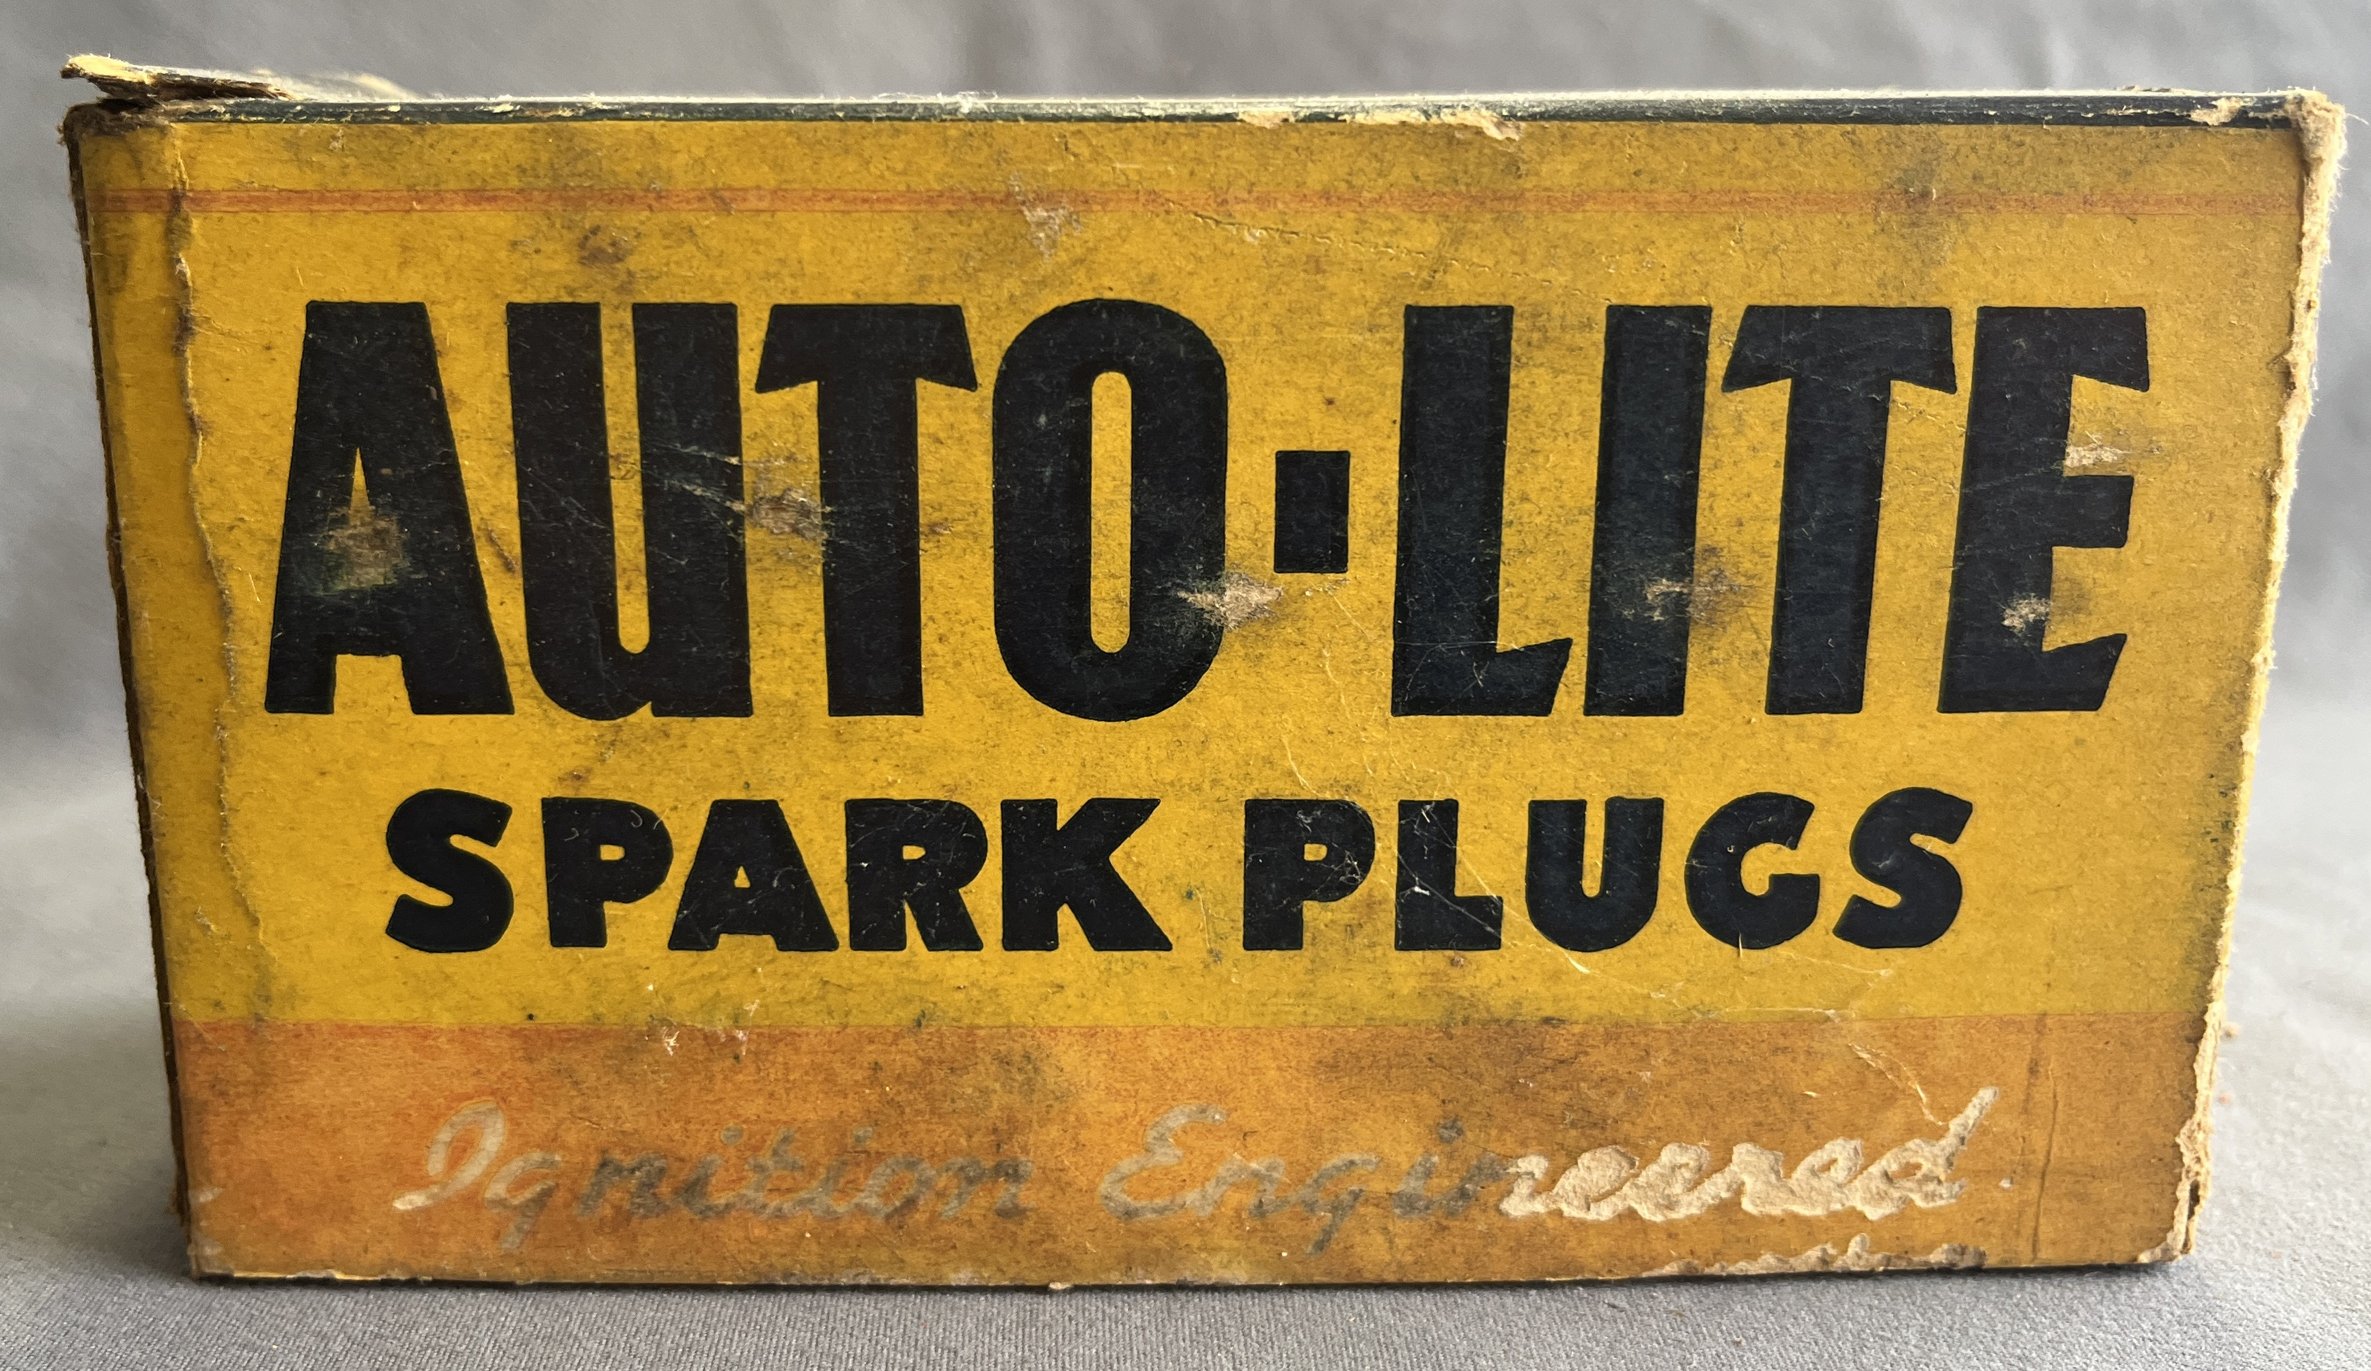 AUTO-LITE
SPARK PLUGS
Ignition Engineered